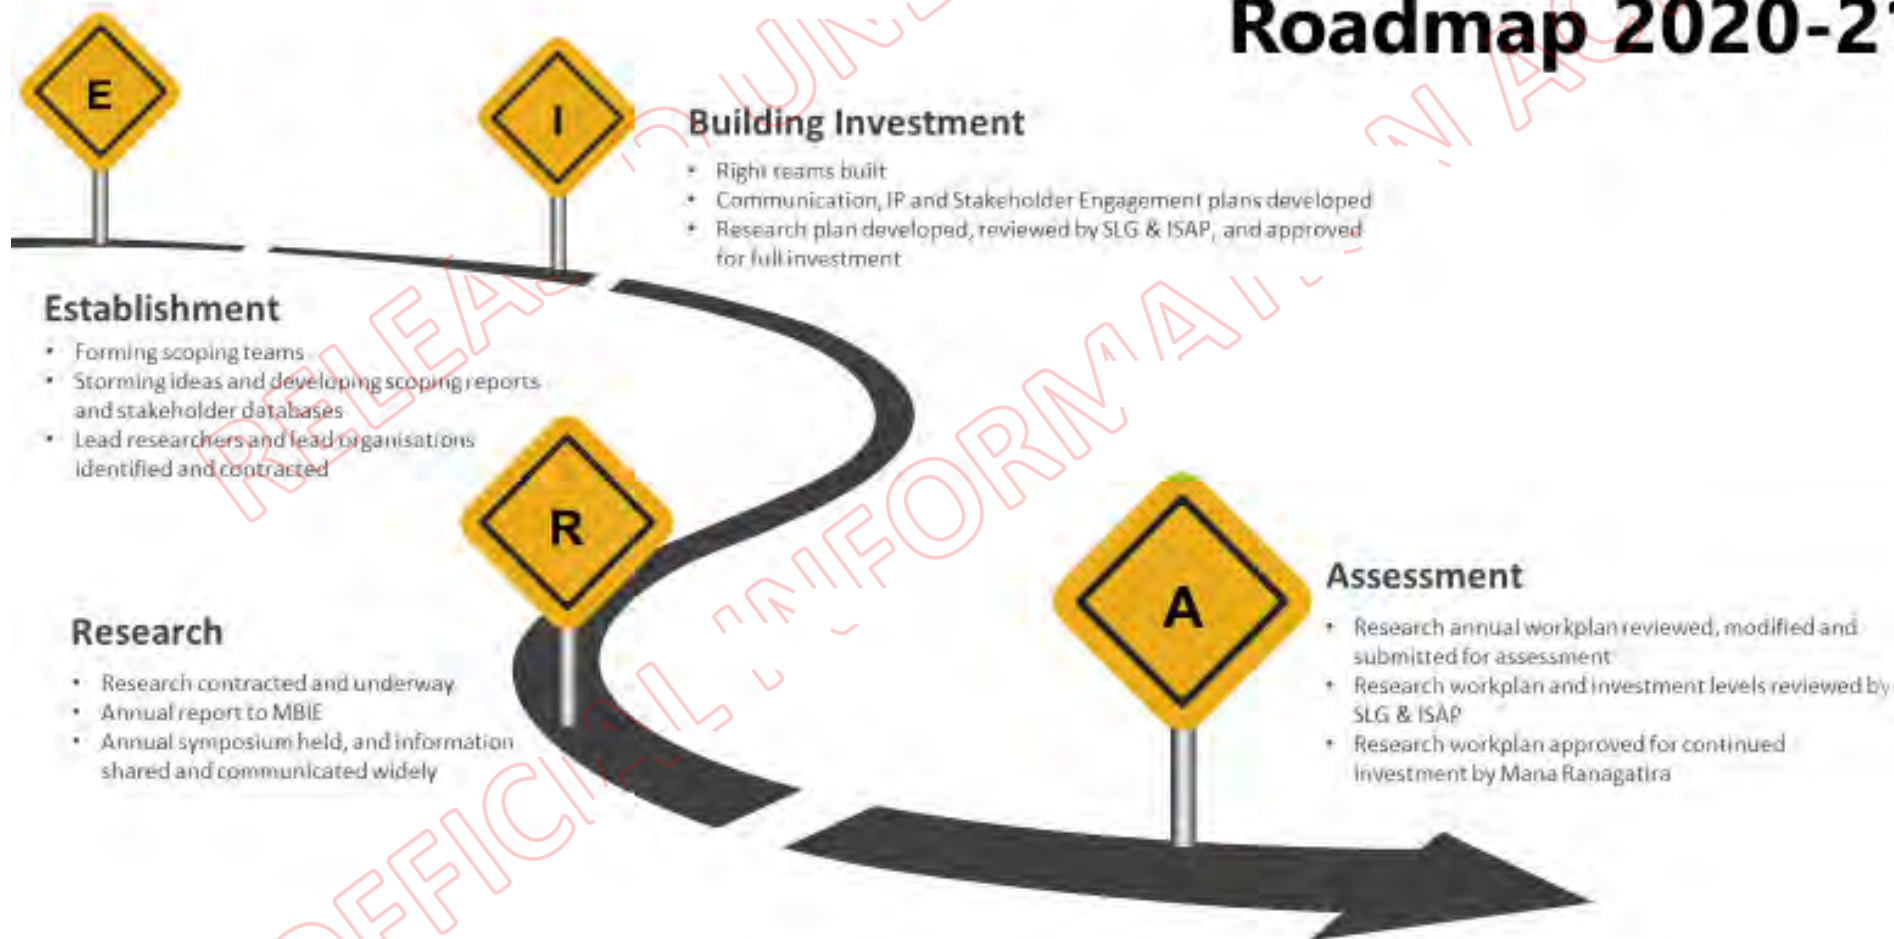 Roadmap 2020-21
E
I
Building Investment
• Right teams built
• Communication, IP and Stakeholder Engagement plans developed
• Research plan developed, reviewed by SLG & ISAP, and approved
for full investment
Establishment
• Forming scoping teams
• Storming ideas and developing scoping reports
and stakeholder databases
• Lead researchers and lead organisations
identified and contracted
R
Research
• Research contracted and underway
• Annual report to MBIE
• Annual symposium held, and information
shared and communicated widely
A
Assessment
• Research annual workplan reviewed, modified and
submitted for assessment
• Research workplan and investment levels reviewed by
SLG & ISAP
• Research workplan approved for continued
investment by Mana Ranagatira
OFFICIAL INFORMATION AC